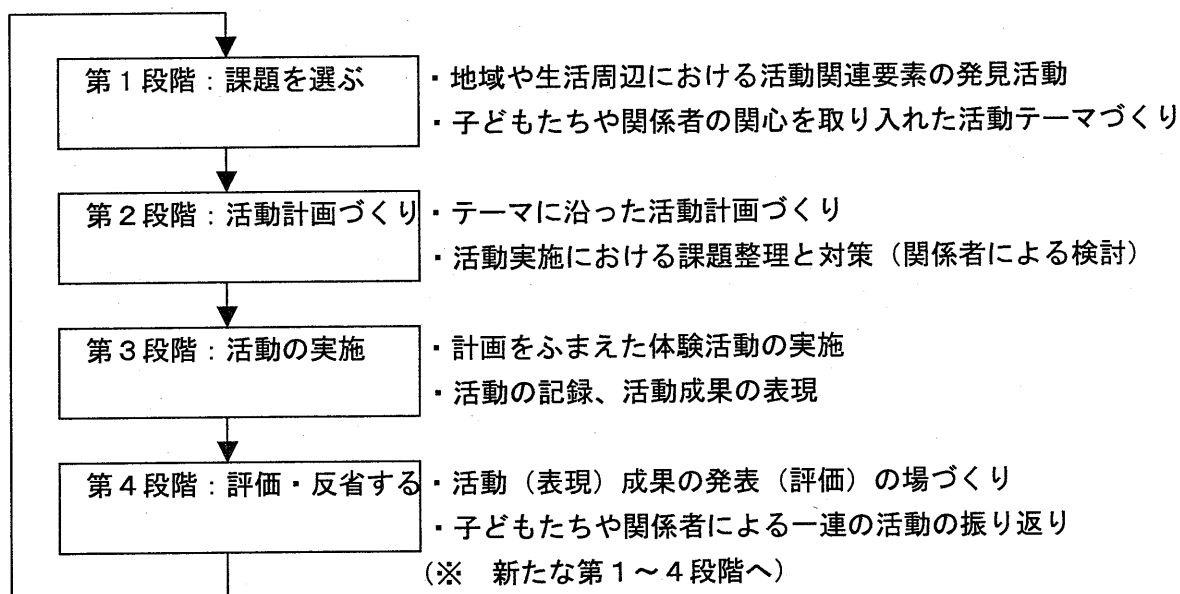 第１段階：課題を選ぶ
・地域や生活周辺における活動関連要素の発見活動
・子どもたちや関係者の関心を取り入れた活動テーマづくり
第２段階：活動計画づくり
・テーマに沿った活動計画づくり
・活動実施における課題整理と対策（関係者による検討）
第３段階：活動の実施
・計画をふまえた体験活動の実施
・活動の記録、活動成果の表現
第４段階：評価・反省する
・活動（表現）成果の発表（評価）の場づくり
・子どもたちや関係者による一連の活動の振り返り
（※　新たな第１～４段階へ）